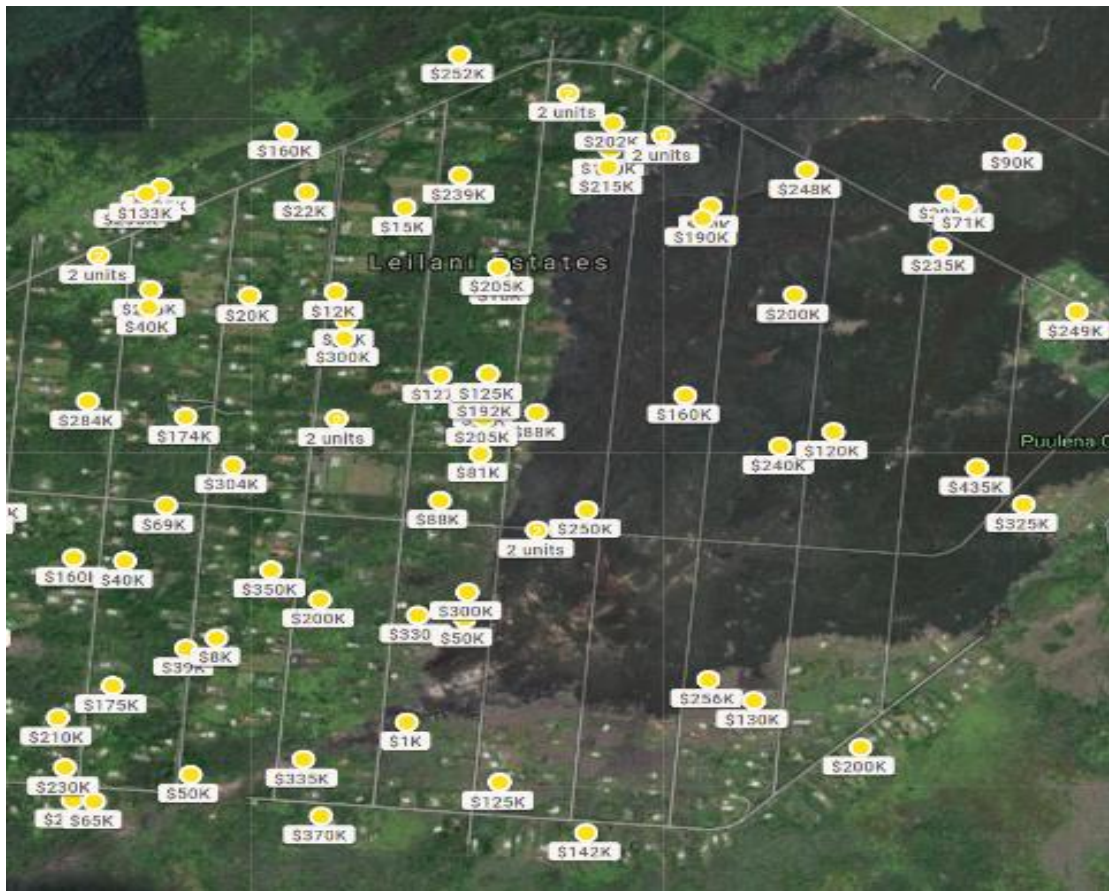 $252K
2 units
$202K
$160K
2 units
$90K
$215K
$248K
$239K
$22K
$133K
$15K
$71K
$190K
$235K
2 units
Leilani Estates
$205K
$20K
$12K
$200K
$249K
$40K
$300K
$125K
$192K
$284K
$160K
$174K
2 units
$205K
$88K
Puulena
$240K
$120K
$81K
$304K
$435K
$69K
$88K
$250K
$325K
2 units
$40K
$350K
$200K
$300K
$330
$50K
$8K
$39K
$175K
$256K
$130K
$210K
$1K
$200K
$230K
$50K
$335K
$125K
$65K
$370K
$142K